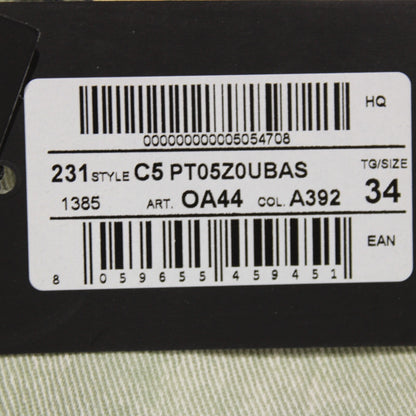 HQ
000000000005054708
231 STYLE C5 PT05Z0UBAS TG/SIZE
1385 ART. OA44 COL. A392 34
EAN
8 059655 459451